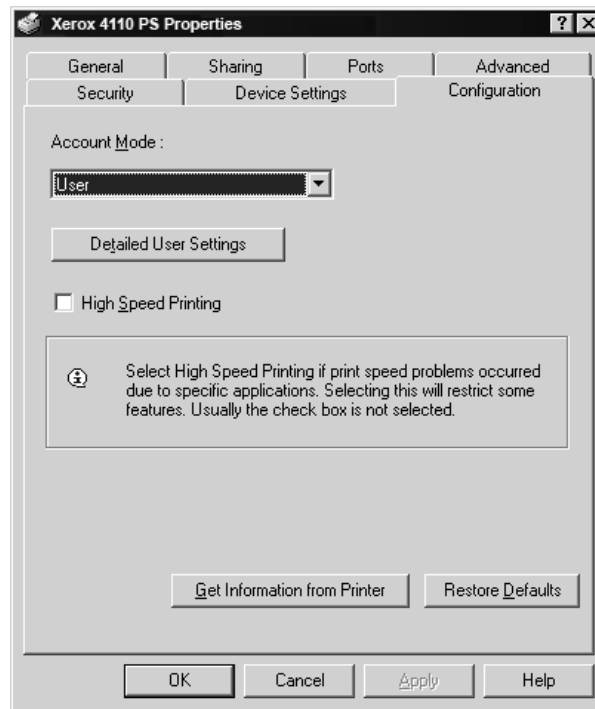 Xerox 4110 PS Properties
General Sharing Ports Advanced
Security Device Settings Configuration
Account Mode :
User
Detailed User Settings
High Speed Printing
Select High Speed Printing if print speed problems occurred
due to specific applications. Selecting this will restrict some
features. Usually the check box is not selected.
Get Information from Printer Restore Defaults
OK Cancel Apply Help